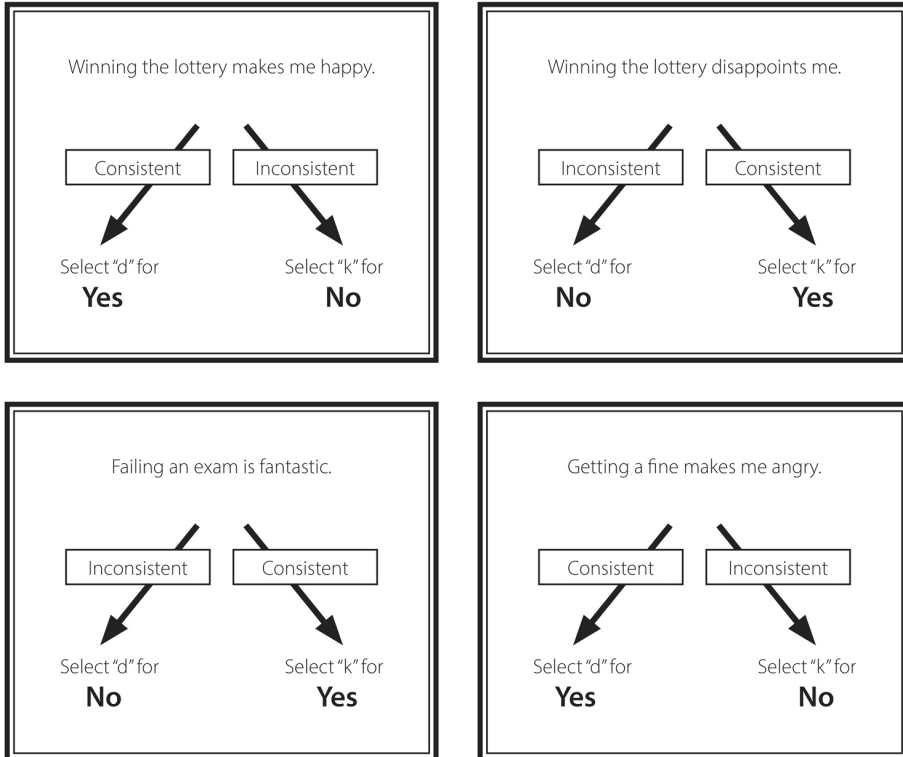 Winning the lottery makes me happy.
Consistent Inconsistent
Select “d” for Select “k” for
Yes No
Winning the lottery disappoints me.
Inconsistent Consistent
Select “d” for Select “k” for
No Yes
Failing an exam is fantastic.
Inconsistent Consistent
Select “d” for Select “k” for
No Yes
Getting a fine makes me angry.
Consistent Inconsistent
Select “d” for Select “k” for
Yes No